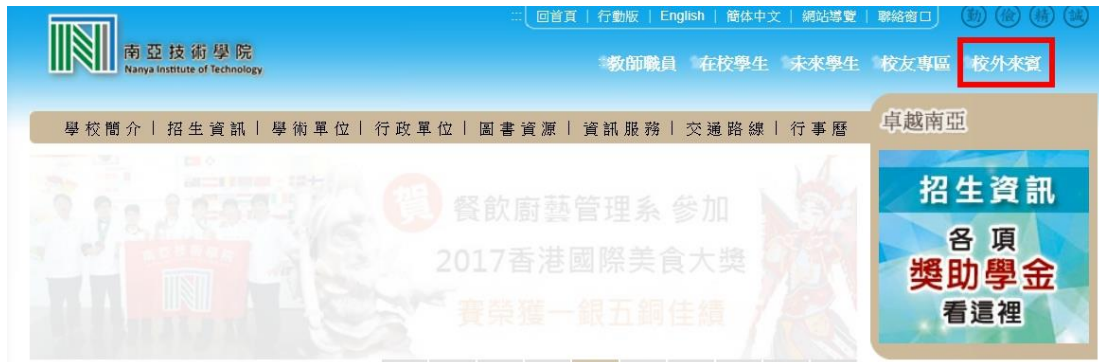 :::
回首頁 | 行動版 | English | 簡体中文 | 網站導覽 | 聯絡窗口
勤 儉 精 誠
南亞技術學院
Nanya Institute of Technology
教師職員 在校學生 未來學生 校友專區 校外來賓
學校簡介 | 招生資訊 | 學術單位 | 行政單位 | 圖書資源 | 資訊服務 | 交通路線 | 行事曆
卓越南亞
賀 餐飲廚藝管理系 參加
2017香港國際美食大獎
賽榮獲一銀五銅佳績
招生資訊
各項
獎助學金
看這裡